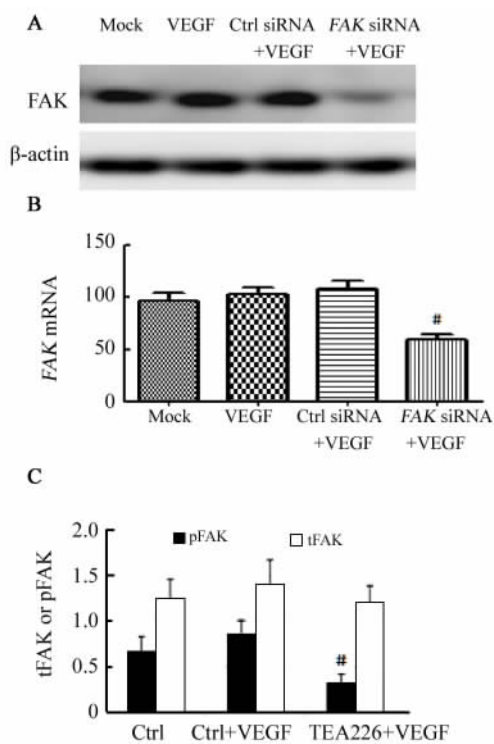 A
Mock VEGF Ctrl siRNA FAK siRNA
+VEGF +VEGF
FAK
β-actin
B
150
100
50
0
FAK mRNA
#
Mock VEGF Ctrl siRNA FAK siRNA
+VEGF +VEGF
C
2.0
1.5
1.0
0.5
0
tFAK or pFAK
pFAK tFAK
#
Ctrl Ctrl+VEGF TEA226+VEGF